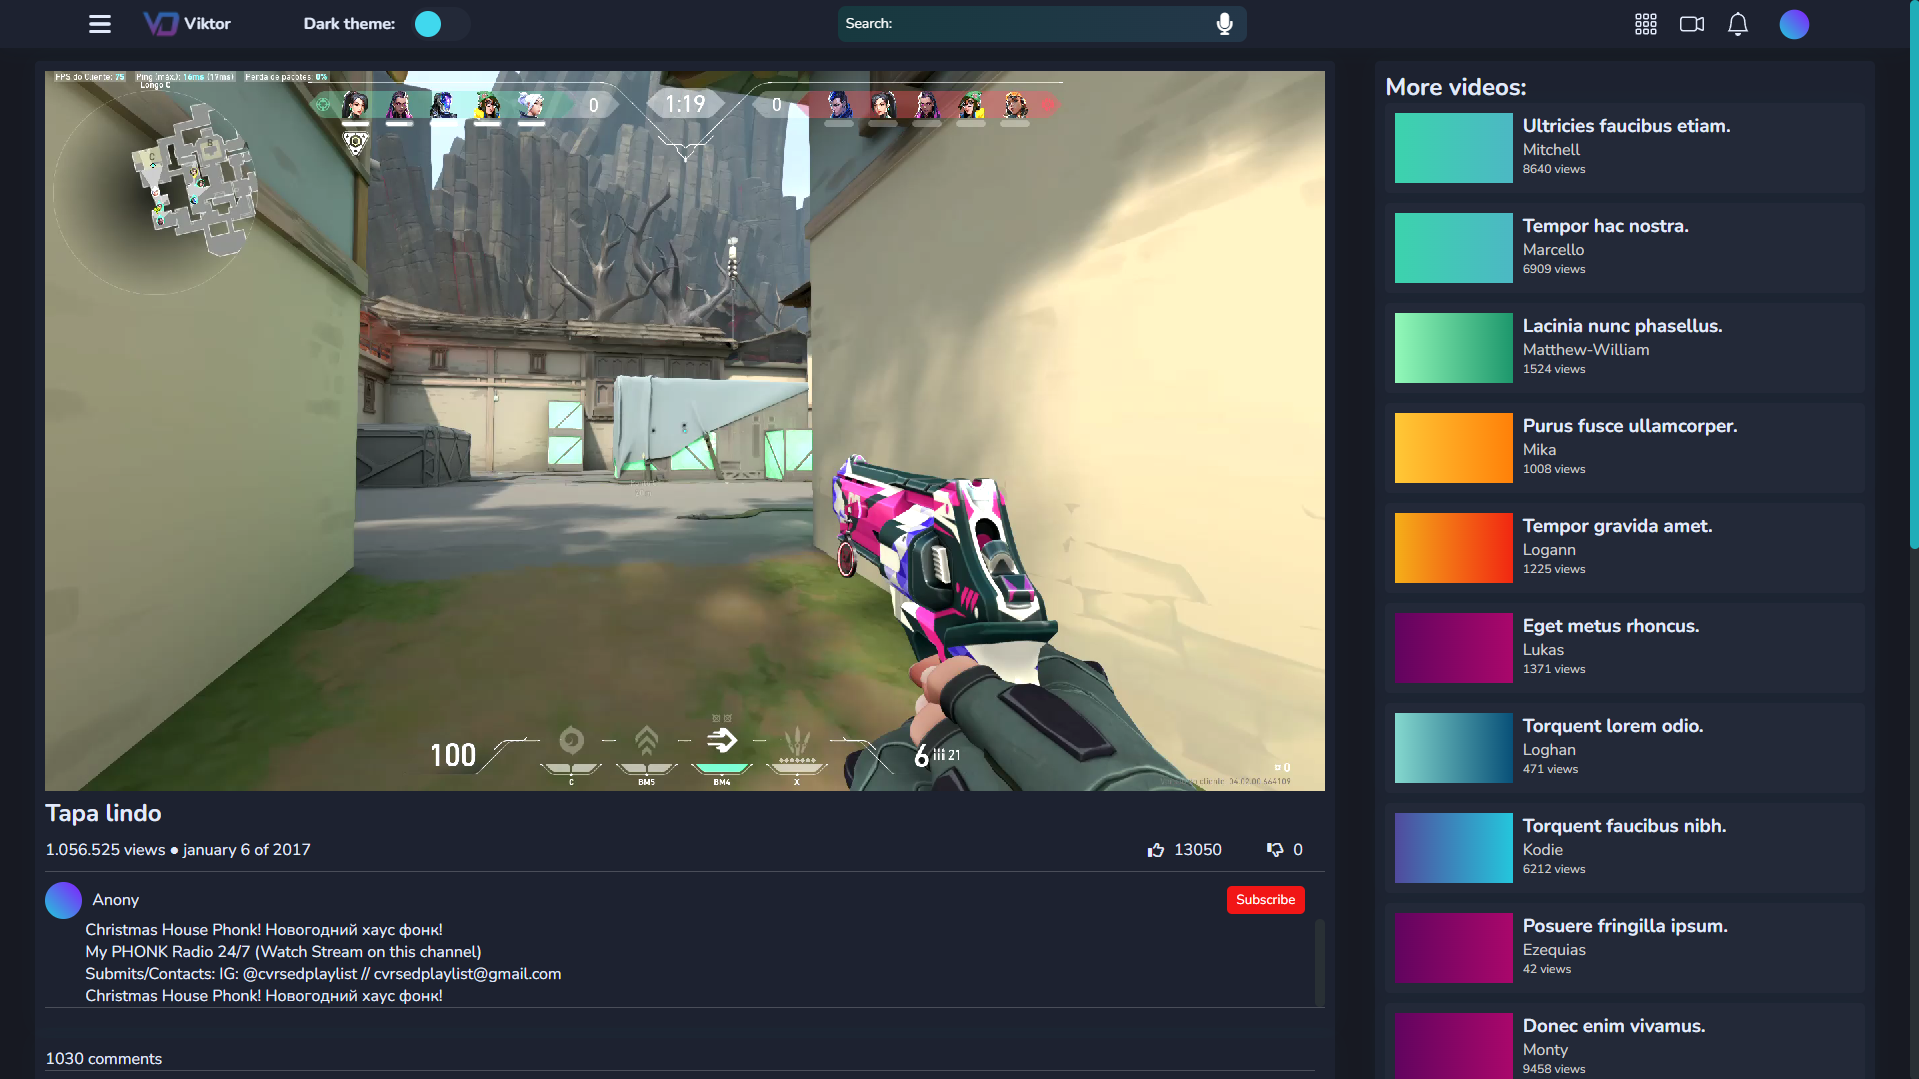 Viktor
Dark theme:
Search:
FPS do Cliente: 75 Ping (máx.): 16ms (19ms) Perda de pacotes: 0%
Longo C
0
1:19
0
C
B
100
6
21
C
BM5
BM4
X
0
04.02.00.664109
Tapa lindo
1.056.525 views ● january 6 of 2017
13050
0
Anony
Subscribe
Christmas House Phonk! Новогодний хаус фонк!
My PHONK Radio 24/7 (Watch Stream on this channel)
Submits/Contacts: IG: @cvrsedplaylist // cvrsedplaylist@gmail.com
Christmas House Phonk! Новогодний хаус фонк!
1030 comments
More videos:
Ultricies faucibus etiam.
Mitchell
8640 views
Tempor hac nostra.
Marcello
6909 views
Lacinia nunc phasellus.
Matthew-William
1524 views
Purus fusce ullamcorper.
Mika
1008 views
Tempor gravida amet.
Logann
1225 views
Eget metus rhoncus.
Lukas
1371 views
Torquent lorem odio.
Loghan
471 views
Torquent faucibus nibh.
Kodie
6212 views
Posuere fringilla ipsum.
Ezequias
42 views
Donec enim vivamus.
Monty
9458 views